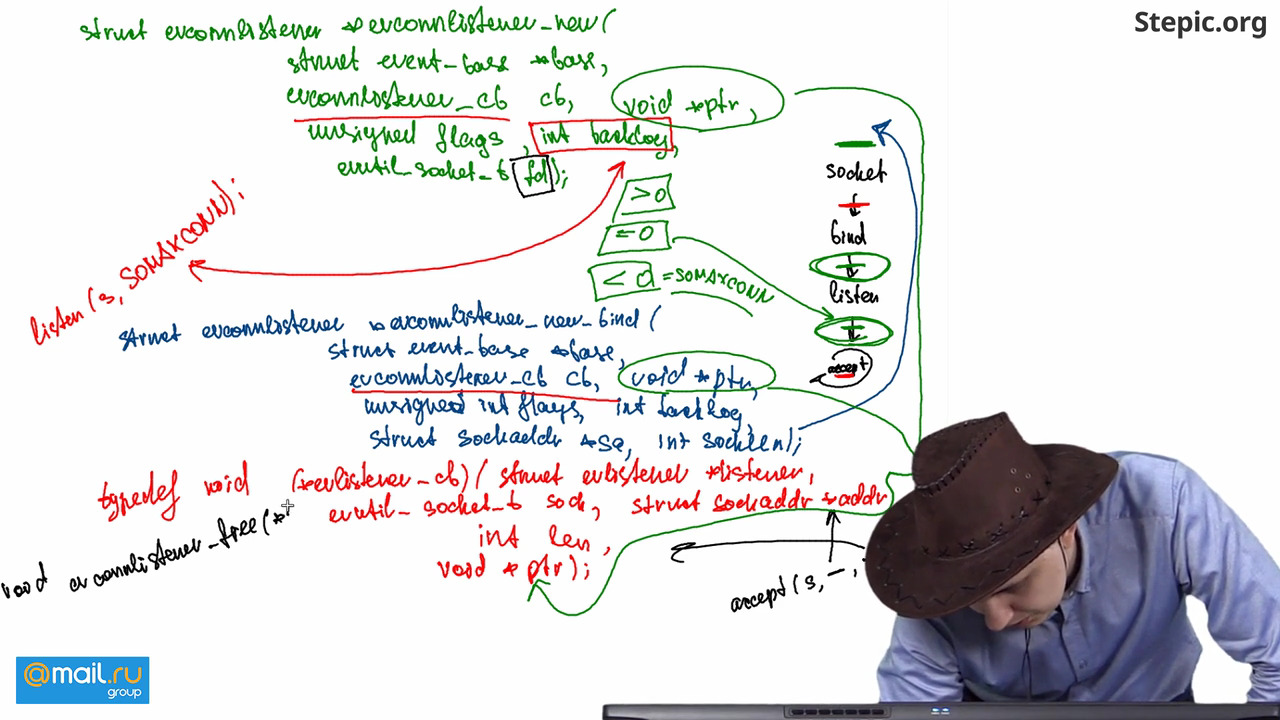 Stepic.org
struct evconnlistener *evconnlistener_new(
struct event_base *base,
evconnlistener_cb cb, void *ptr,
unsigned flags, int backlog,
evutil_socket_t fd);
> 0
= 0
< 0 = SOMAXCONN
listen(s, SOMAXCONN);
socket
bind
listen
accept
struct evconnlistener *evconnlistener_new_bind(
struct event_base *base,
evconnlistener_cb cb, void *ptr,
unsigned int flags, int backlog,
struct sockaddr *sa, int socklen);
typedef void (*evlistener_cb)(struct evlistener *listener,
evutil_socket_t sock, struct sockaddr *addr
int len,
void *ptr);
void evconnlistener_free(*
accept(s, –,
@mail.ru
group